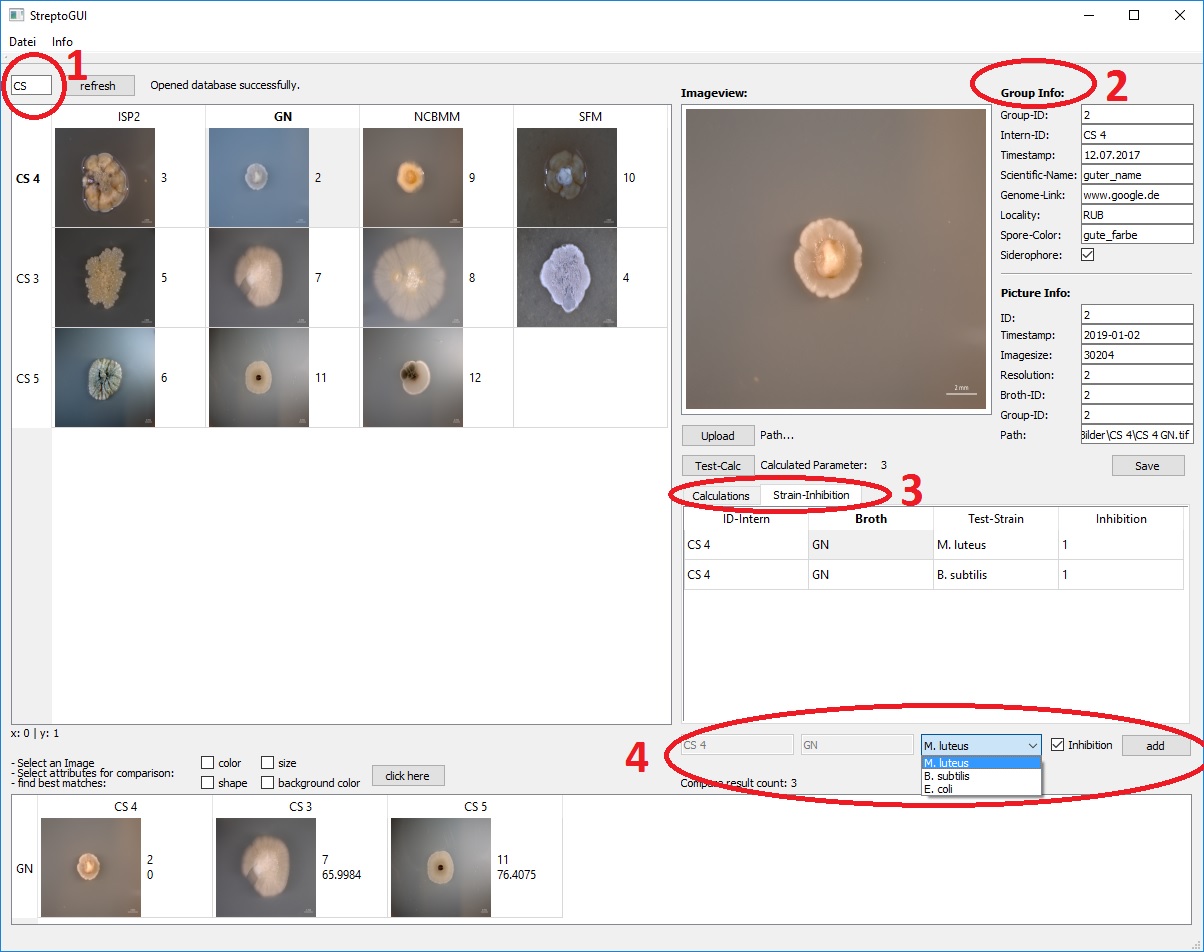 StreptoGUI
Datei Info
1
CS refresh Opened database successfully.
ISP2 GN NCBMM SFM
CS 4 3 2 9 10
CS 3 5 7 8 4
CS 5 6 11 12
x: 0 | y: 1
Imageview:
2 mm
Upload Path...
Test-Calc Calculated Parameter: 3
2
Group Info:
Group-ID: 2
Intern-ID: CS 4
Timestamp: 12.07.2017
Scientific-Name: guter_name
Genome-Link: www.google.de
Locality: RUB
Spore-Color: gute_farbe
Siderophore:
Picture Info:
ID: 2
Timestamp: 2019-01-02
Imagesize: 30204
Resolution: 2
Broth-ID: 2
Group-ID: 2
Path: Bilder\CS 4\CS 4 GN.tif
Save
Calculations Strain-Inhibition 3
ID-Intern Broth Test-Strain Inhibition
CS 4 GN M. luteus 1
CS 4 GN B. subtilis 1
4
CS 4 GN M. luteus Inhibition add
M. luteus
B. subtilis
E. coli
Compare result count: 3
- Select an Image
- Select attributes for comparison:
- find best matches:
color size
shape background color
click here
CS 4 CS 3 CS 5
GN 2 7 11
0 65.9984 76.4075